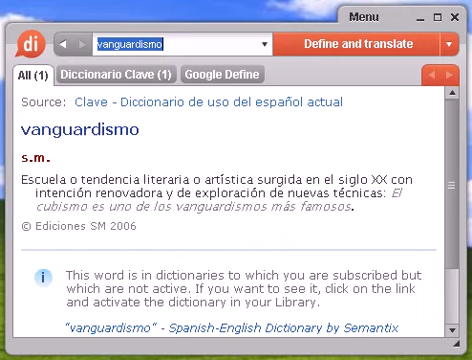 Menu
di
vanguardismo
Define and translate
All (1)
Diccionario Clave (1)
Google Define
Source: Clave - Diccionario de uso del español actual
vanguardismo
s.m.
Escuela o tendencia literaria o artística surgida en el siglo XX con
intención renovadora y de exploración de nuevas técnicas: El
cubismo es uno de los vanguardismos más famosos.
© Ediciones SM 2006
i
This word is in dictionaries to which you are subscribed but
which are not active. If you want to see it, click on the link
and activate the dictionary in your Library.
"vanguardismo" - Spanish-English Dictionary by Semantix